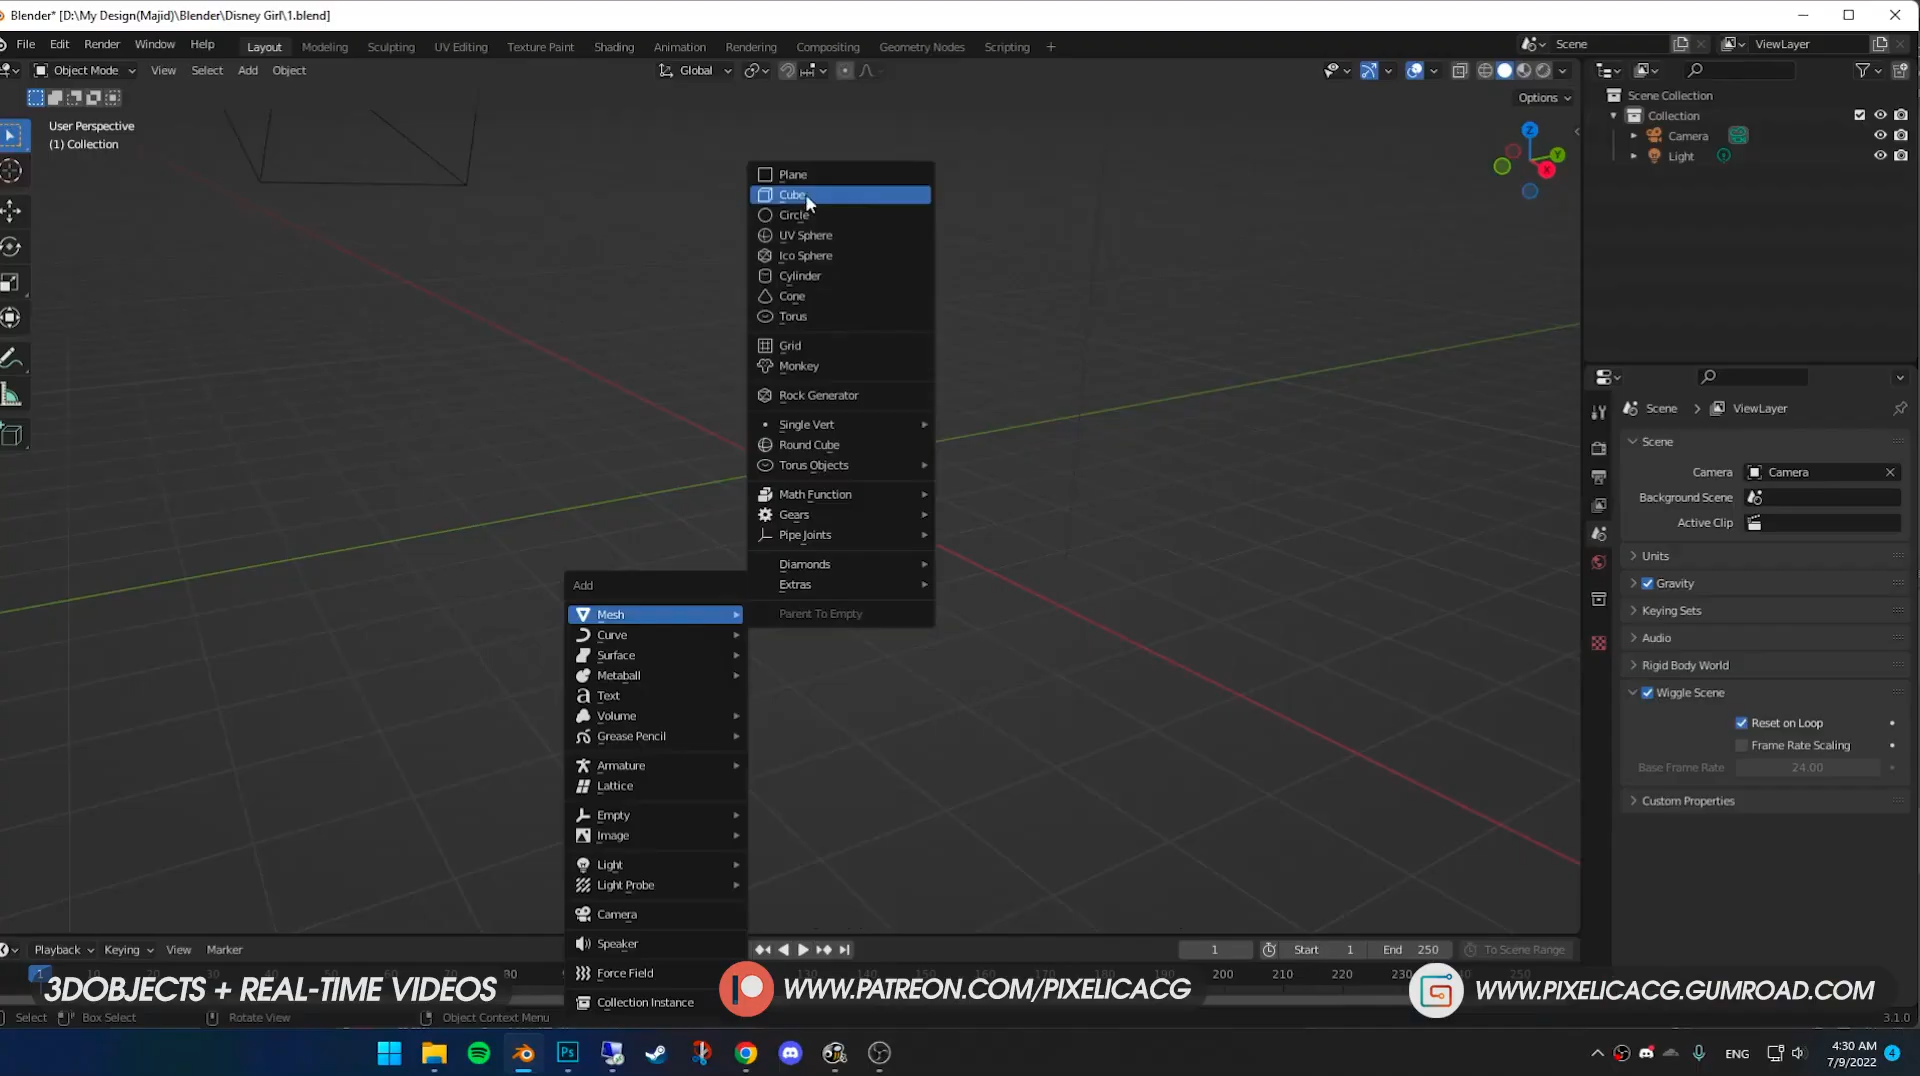 Blender* [D:\My Design(Majid)\Blender\Disney Girl\1.blend]
File Edit Render Window Help Layout Modeling Sculpting UV Editing Texture Paint Shading Animation Rendering Compositing Geometry Nodes Scripting + Scene ViewLayer
Object Mode View Select Add Object Global
Options
User Perspective
(1) Collection
Z
Y
X
Scene Collection
Collection
Camera
Light
Plane
Cube
Circle
UV Sphere
Ico Sphere
Cylinder
Cone
Torus
Grid
Monkey
Rock Generator
Single Vert
Round Cube
Torus Objects
Math Function
Gears
Pipe Joints
Diamonds
Extras
Parent To Empty
Add
Mesh
Curve
Surface
Metaball
Text
Volume
Grease Pencil
Armature
Lattice
Empty
Image
Light
Light Probe
Camera
Speaker
Force Field
Collection Instance
Scene > ViewLayer
Scene
Camera Camera
Background Scene
Active Clip
Units
Gravity
Keying Sets
Audio
Rigid Body World
Wiggle Scene
Reset on Loop
Frame Rate Scaling
Base Frame Rate 24.00
Custom Properties
Playback Keying View Marker 1 Start 1 End 250 To Scene Range
3DOBJECTS + REAL-TIME VIDEOS
WWW.PATREON.COM/PIXELICACG
WWW.PIXELICACG.GUMROAD.COM
Select Box Select Rotate View Object Context Menu 3.1.0
Ps
ENG
4:30 AM
7/9/2022
4